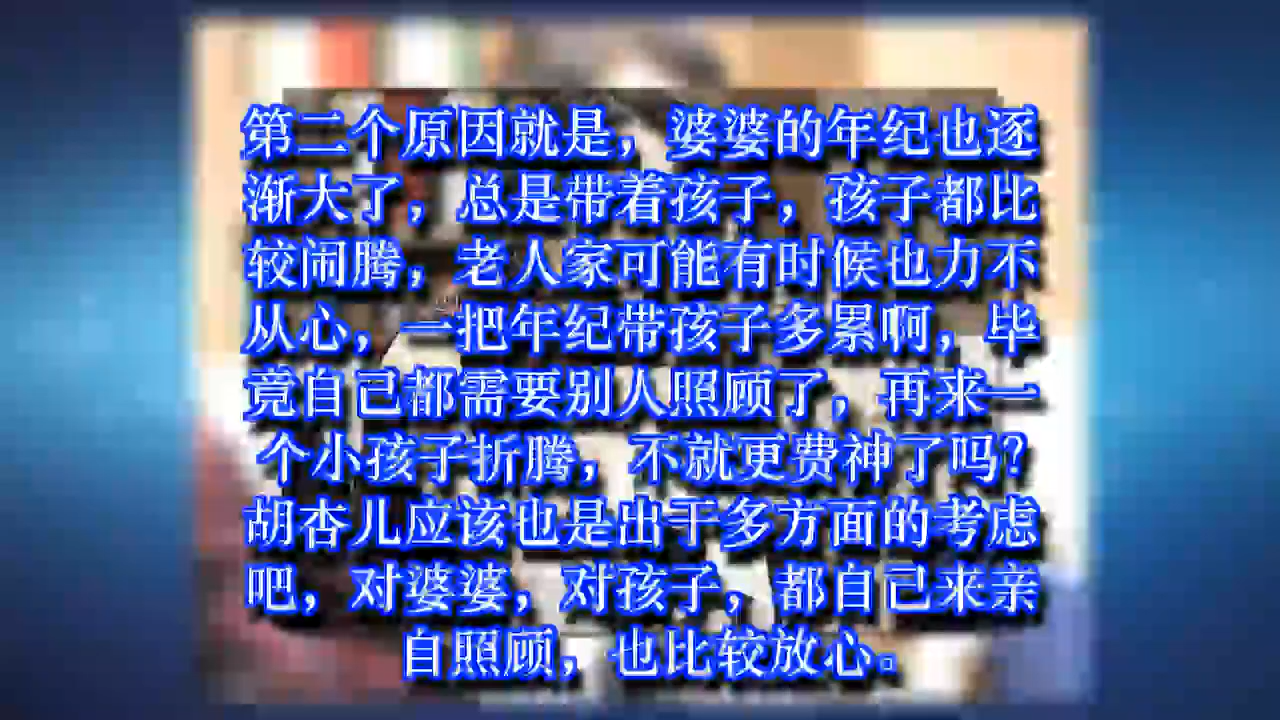 第二个原因就是，婆婆的年纪也逐
渐大了，总是带着孩子，孩子都比
较闹腾，老人家可能有时候也力不
从心，一把年纪带孩子多累啊，毕
竟自己都需要别人照顾了，再来一
个小孩子折腾，不就更费神了吗？
胡杏儿应该也是出于多方面的考虑
吧，对婆婆，对孩子，都自己来亲
自照顾，也比较放心。